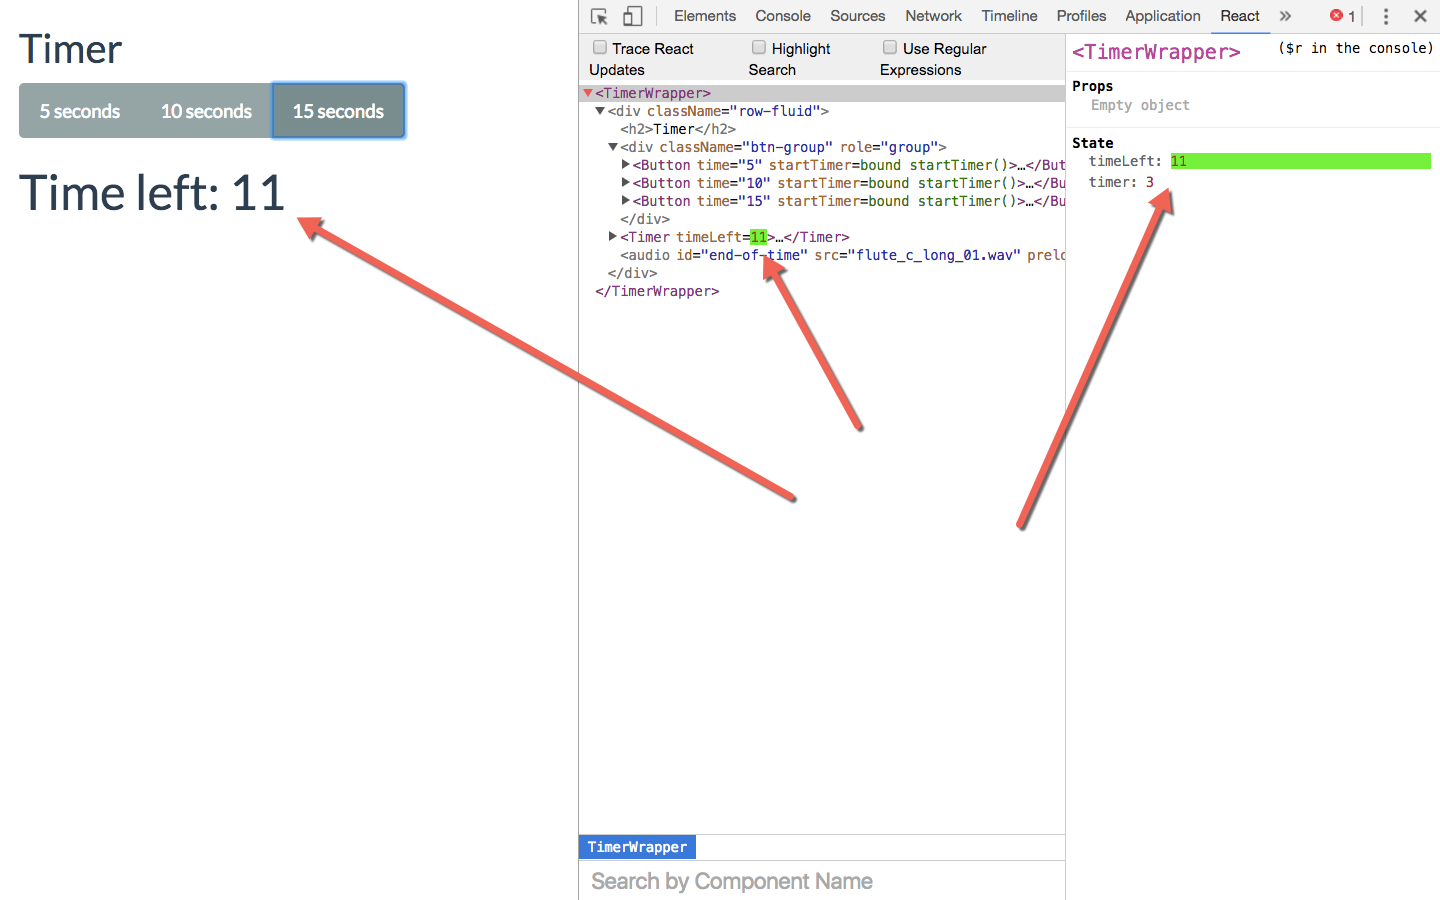 Timer
5 seconds 10 seconds 15 seconds
Time left: 11
Elements Console Sources Network Timeline Profiles Application React » 1
Trace React Updates
Highlight Search
Use Regular Expressions
<TimerWrapper>
<div className="row-fluid">
<h2>Timer</h2>
<div className="btn-group" role="group">
<Button time="5" startTimer=bound startTimer()>…</But
<Button time="10" startTimer=bound startTimer()>…</Bu
<Button time="15" startTimer=bound startTimer()>…</Bu
</div>
<Timer timeLeft=11>…</Timer>
<audio id="end-of-time" src="flute_c_long_01.wav" prelo
</div>
</TimerWrapper>
TimerWrapper
Search by Component Name
<TimerWrapper> ($r in the console)
Props
Empty object
State
timeLeft: 11
timer: 3